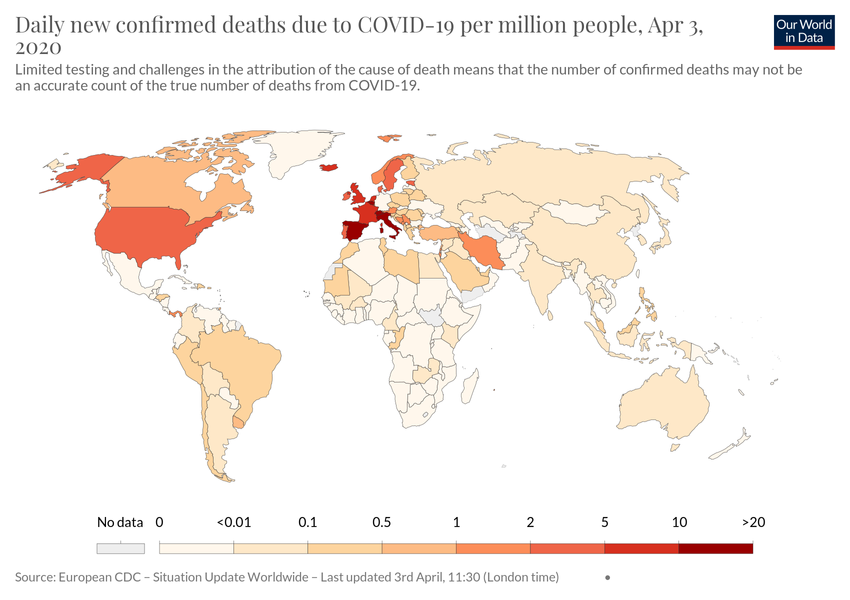 Daily new confirmed deaths due to COVID-19 per million people, Apr 3,
2020
Our World
in Data
Limited testing and challenges in the attribution of the cause of death means that the number of confirmed deaths may not be
an accurate count of the true number of deaths from COVID-19.
No data 0 <0.01 0.1 0.5 1 2 5 10 >20
Source: European CDC – Situation Update Worldwide – Last updated 3rd April, 11:30 (London time) •